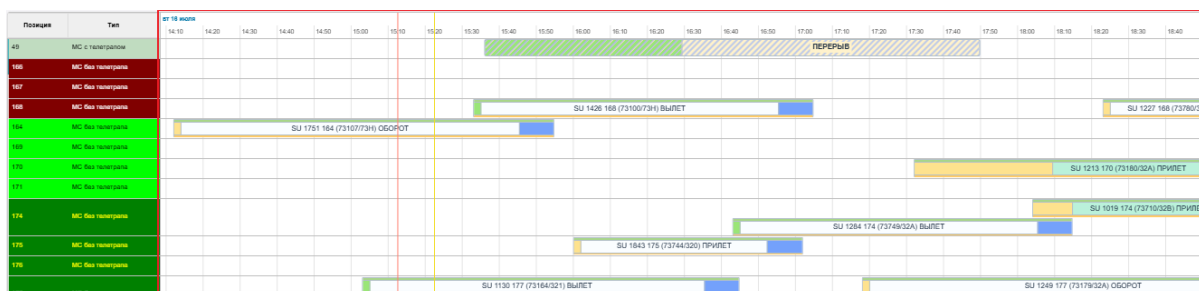 вт 18 июля
Позиция Тип
14:10 14:20 14:30 14:40 14:50 15:00 15:10 15:20 15:30 15:40 15:50 16:00 16:10 16:20 16:30 16:40 16:50 17:00 17:10 17:20 17:30 17:40 17:50 18:00 18:10 18:20 18:30 18:40
49 МС с телетрапом ПЕРЕРЫВ
166 МС без телетрапа
167 МС без телетрапа
168 МС без телетрапа SU 1426 168 (73100/73H) ВЫЛЕТ SU 1227 168 (73780/
164 МС без телетрапа SU 1751 164 (73107/73H) ОБОРОТ
169 МС без телетрапа
170 МС без телетрапа SU 1213 170 (73180/32A) ПРИЛЕТ
171 МС без телетрапа
SU 1019 174 (73710/32B) ПРИЛЕ
174 МС без телетрапа
SU 1284 174 (73749/32A) ВЫЛЕТ
175 МС без телетрапа SU 1843 175 (73744/320) ПРИЛЕТ
176 МС без телетрапа
SU 1130 177 (73164/321) ВЫЛЕТ SU 1249 177 (73179/32A) ОБОРОТ